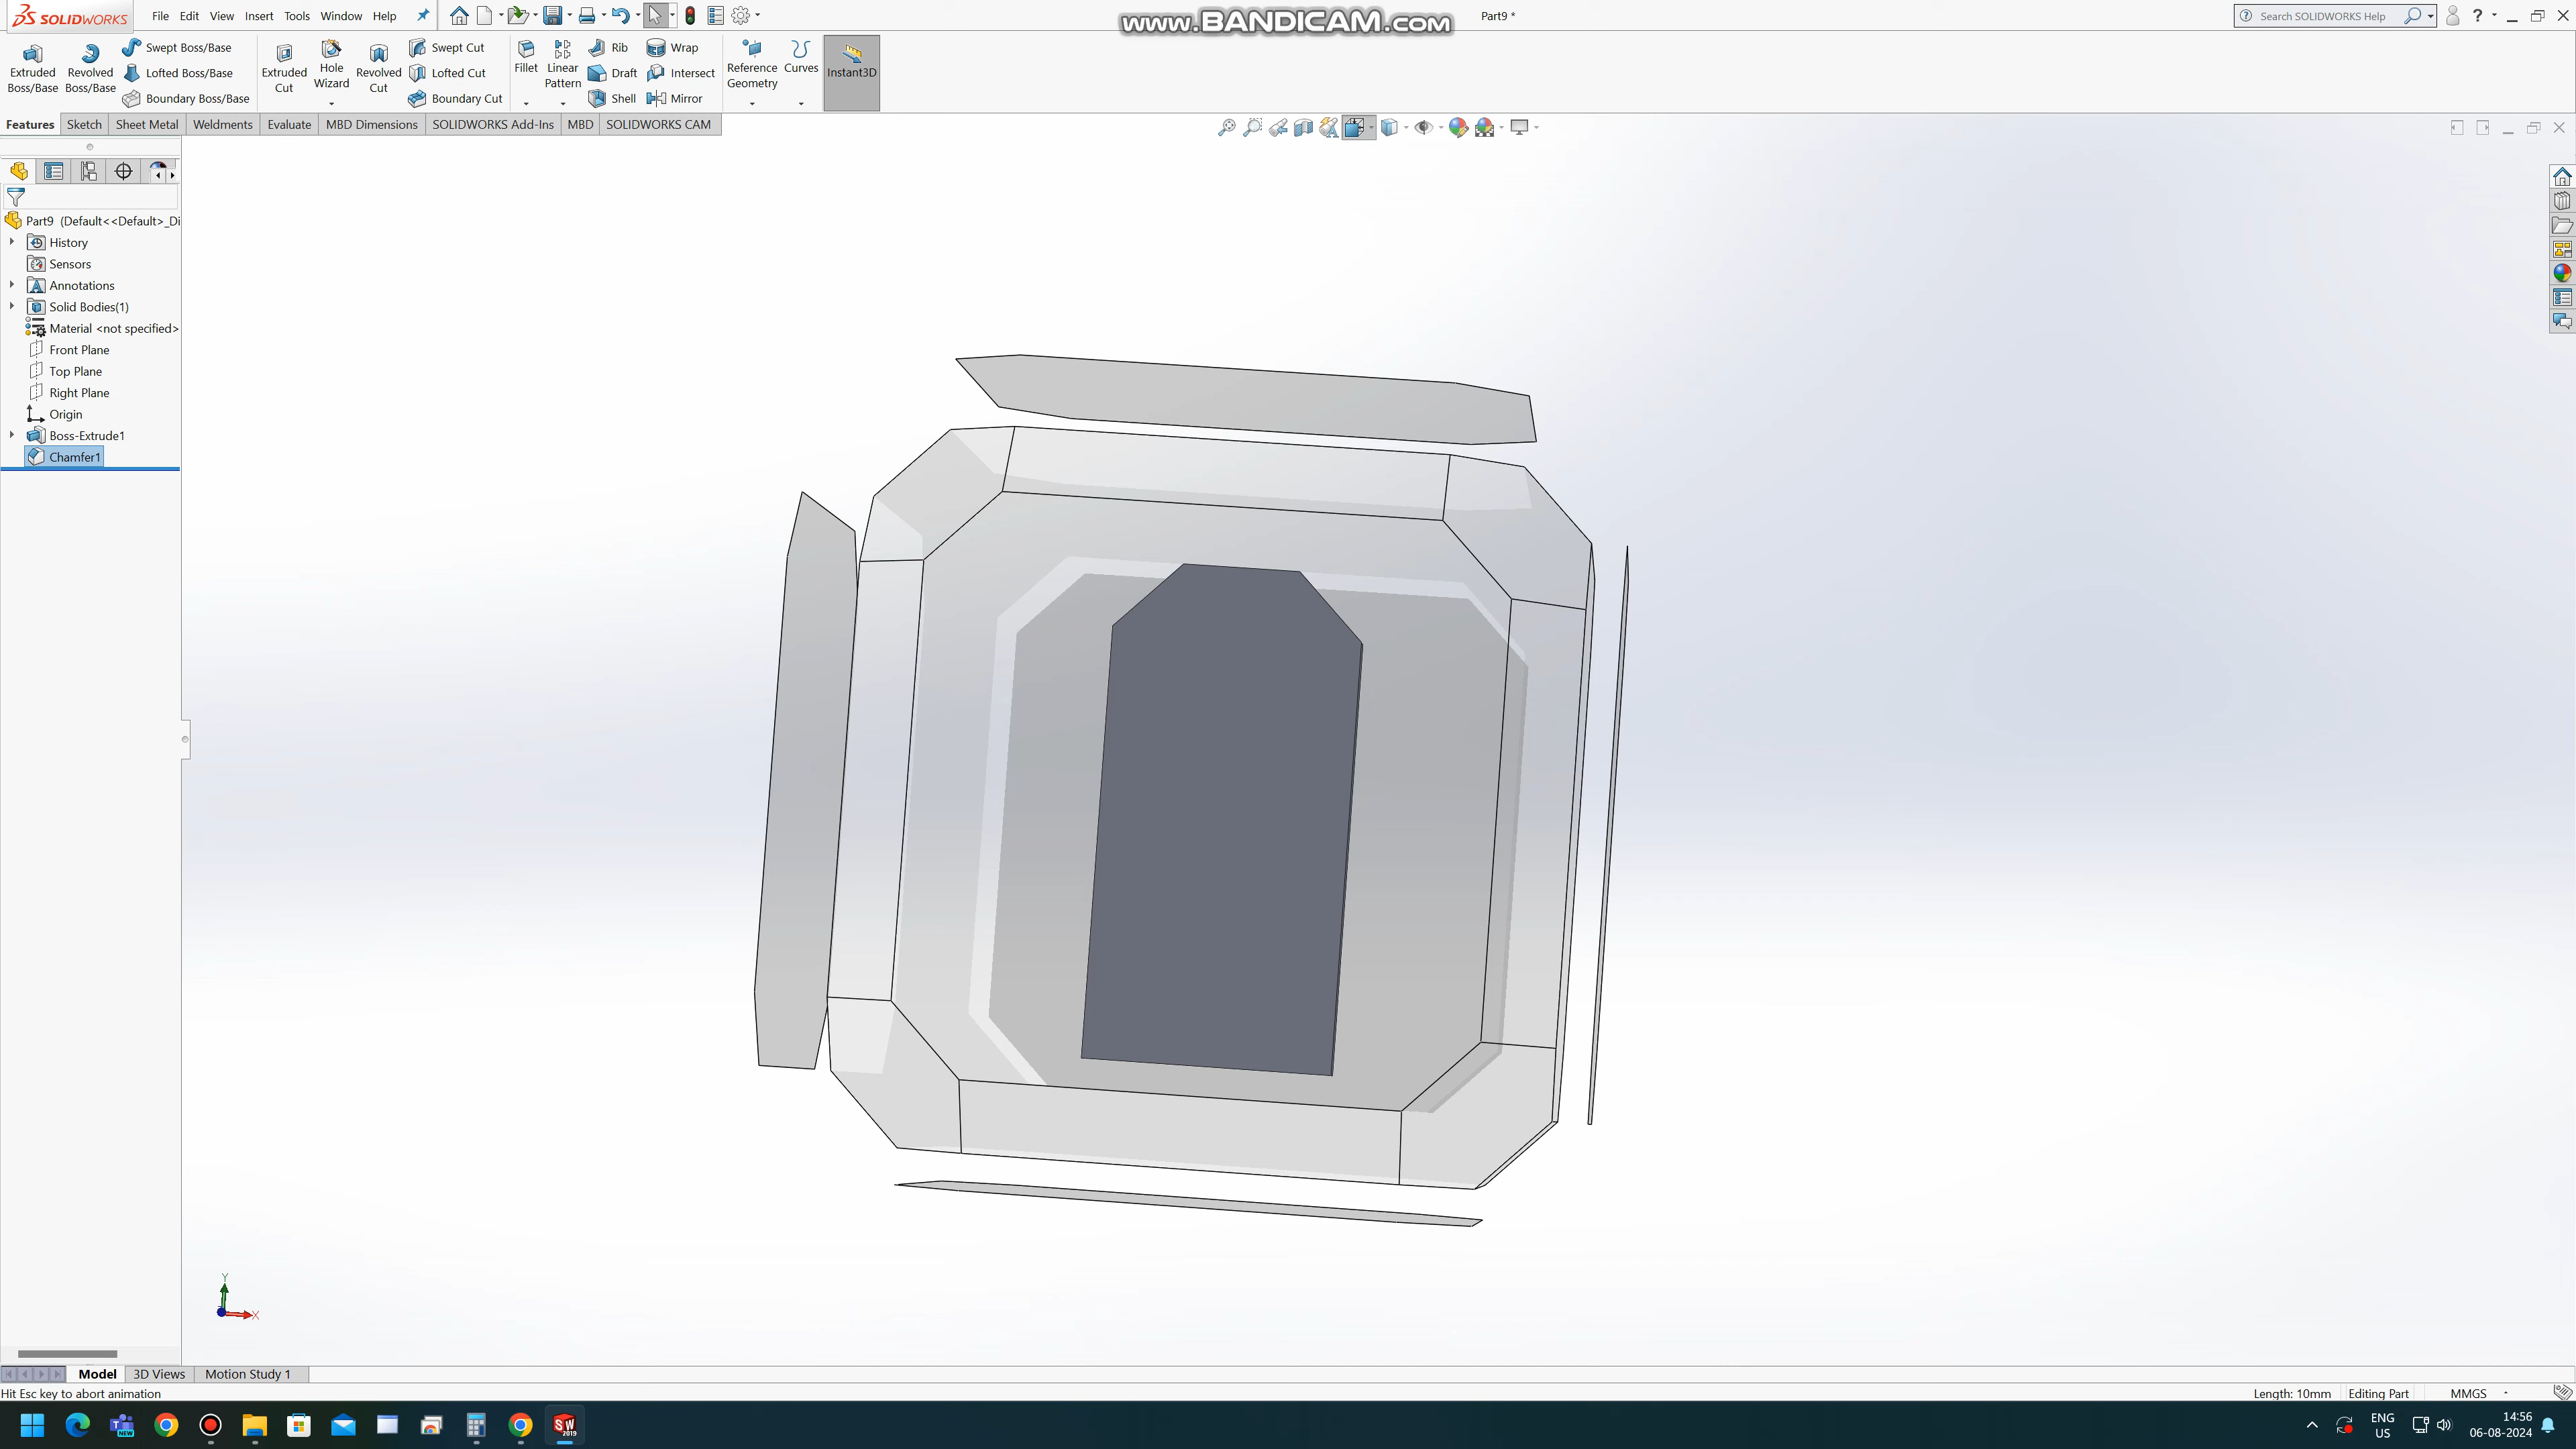 SOLIDWORKS File Edit View Insert Tools Window Help
www.BANDICAM.com
Part9 *
Search SOLIDWORKS Help
Extruded Boss/Base
Revolved Boss/Base
Swept Boss/Base
Lofted Boss/Base
Boundary Boss/Base
Extruded Cut
Hole Wizard
Revolved Cut
Swept Cut
Lofted Cut
Boundary Cut
Fillet
Linear Pattern
Rib
Draft
Shell
Wrap
Intersect
Mirror
Reference Geometry
Curves
Instant3D
Features Sketch Sheet Metal Weldments Evaluate MBD Dimensions SOLIDWORKS Add-Ins MBD SOLIDWORKS CAM
Part9 (Default<<Default>_Di
History
Sensors
Annotations
Solid Bodies(1)
Material <not specified>
Front Plane
Top Plane
Right Plane
Origin
Boss-Extrude1
Chamfer1
Y
X
Model 3D Views Motion Study 1
Hit Esc key to abort animation
Length: 10mm Editing Part MMGS
ENG
US
14:56
06-08-2024